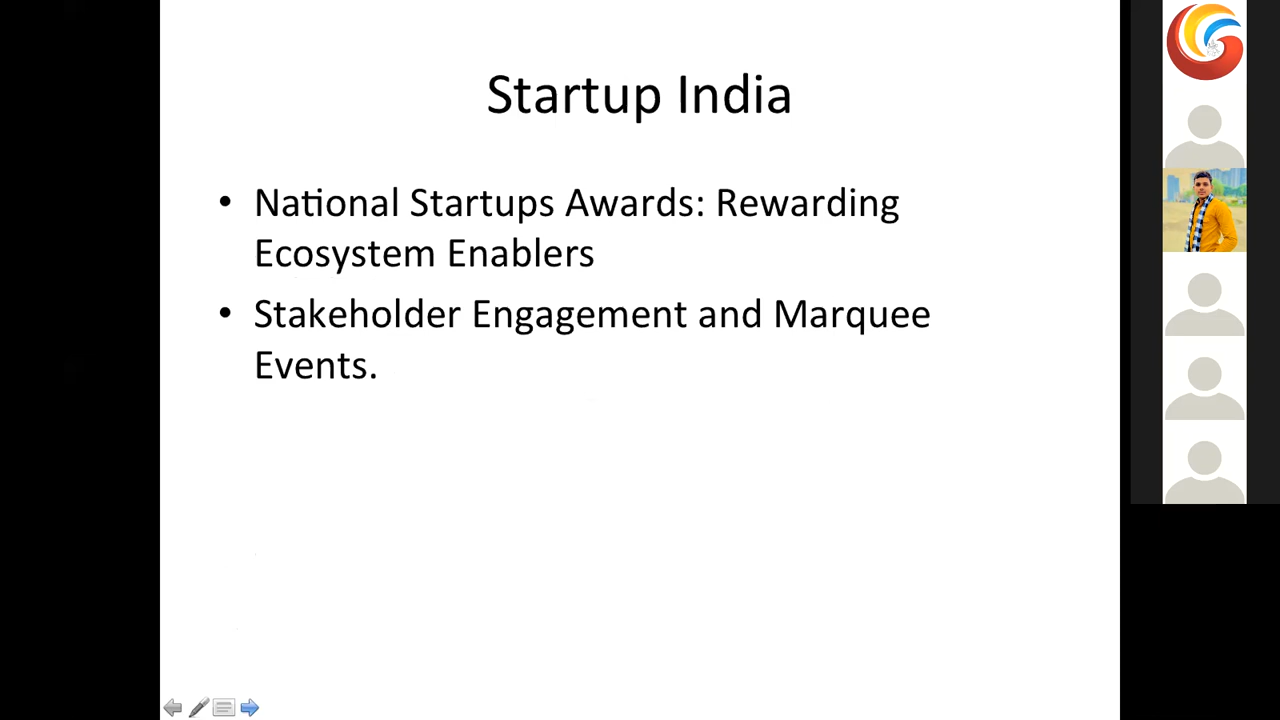 Startup India
• National Startups Awards: Rewarding
Ecosystem Enablers
• Stakeholder Engagement and Marquee
Events.